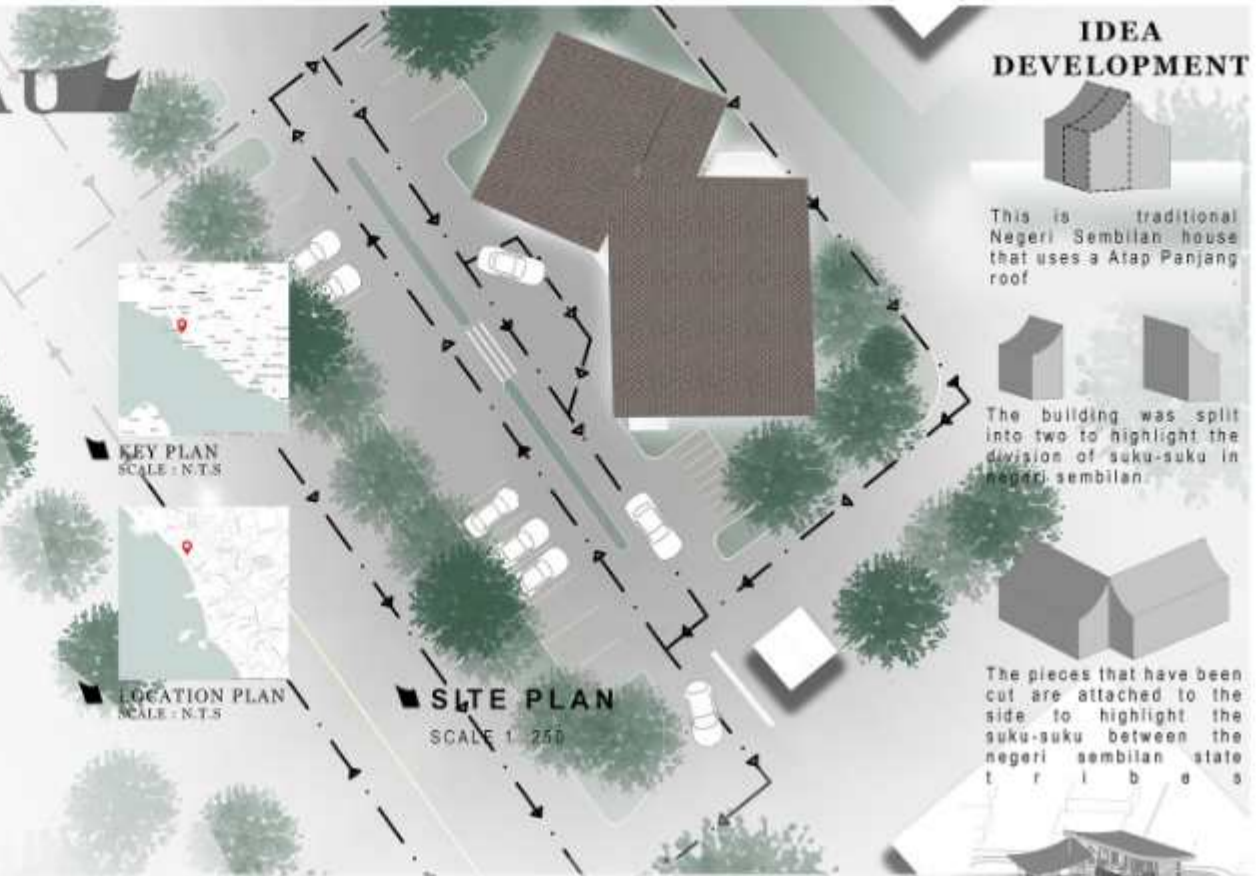 AU
IDEA
DEVELOPMENT
This is traditional
Negeri Sembilan house
that uses a Atap Panjang
roof .
The building was split
into two to highlight the
division of suku-suku in
negeri sembilan.
The pieces that have been
cut are attached to the
side to highlight the
suku-suku between the
negeri sembilan state
t r i b e s
KEY PLAN
SCALE : N.T.S
LOCATION PLAN
SCALE : N.T.S
SITE PLAN
SCALE 1 250